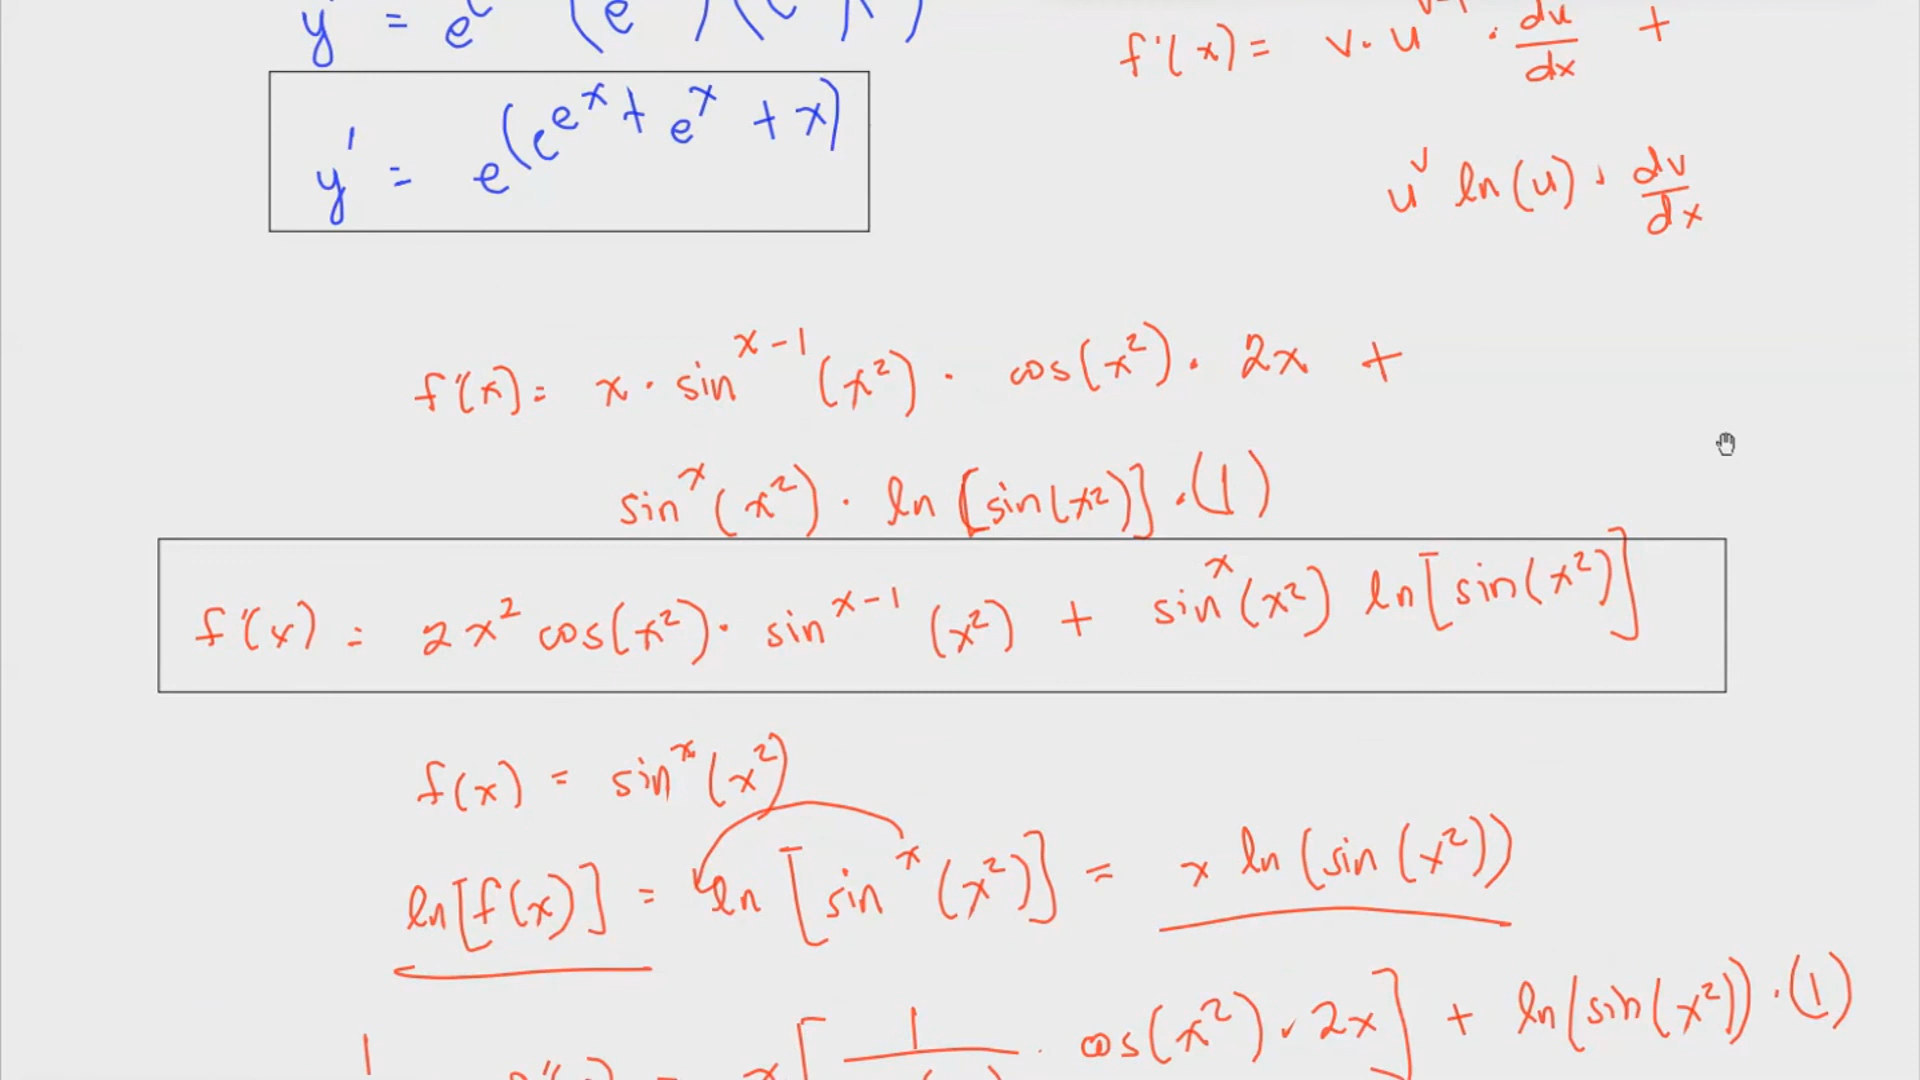 y' = e
f'(x) = v · u^(v-1) · du/dx +
y' = e^(e^(e^x) + e^x + x)
u^v ln(u) · dv/dx
f'(x) = x · sin^(x-1) (x²) · cos(x²) · 2x +
sin^x (x²) · ln [sin(x²)] · (1)
f'(x) = 2x² cos(x²) · sin^(x-1) (x²) + sin^x (x²) ln[sin(x²)]
f(x) = sin^x (x²)
ln[f(x)] = ln [sin^x (x²)] = x ln (sin (x²))
1 = x [1 · cos(x²) · 2x] + ln(sin(x²)) · (1)